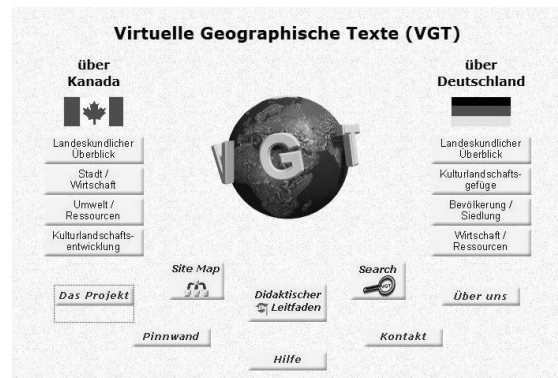 Virtuelle Geographische Texte (VGT)
über
Kanada
Landeskundlicher
Überblick
Stadt /
Wirtschaft
Umwelt /
Ressourcen
Kulturlandschafts-
entwicklung
VGT
über
Deutschland
Landeskundlicher
Überblick
Kulturlandschafts-
gefüge
Bevölkerung /
Siedlung
Wirtschaft /
Ressourcen
Site Map
Search
VGT
Das Projekt
Didaktischer
Leitfaden
Über uns
Pinnwand
Kontakt
Hilfe